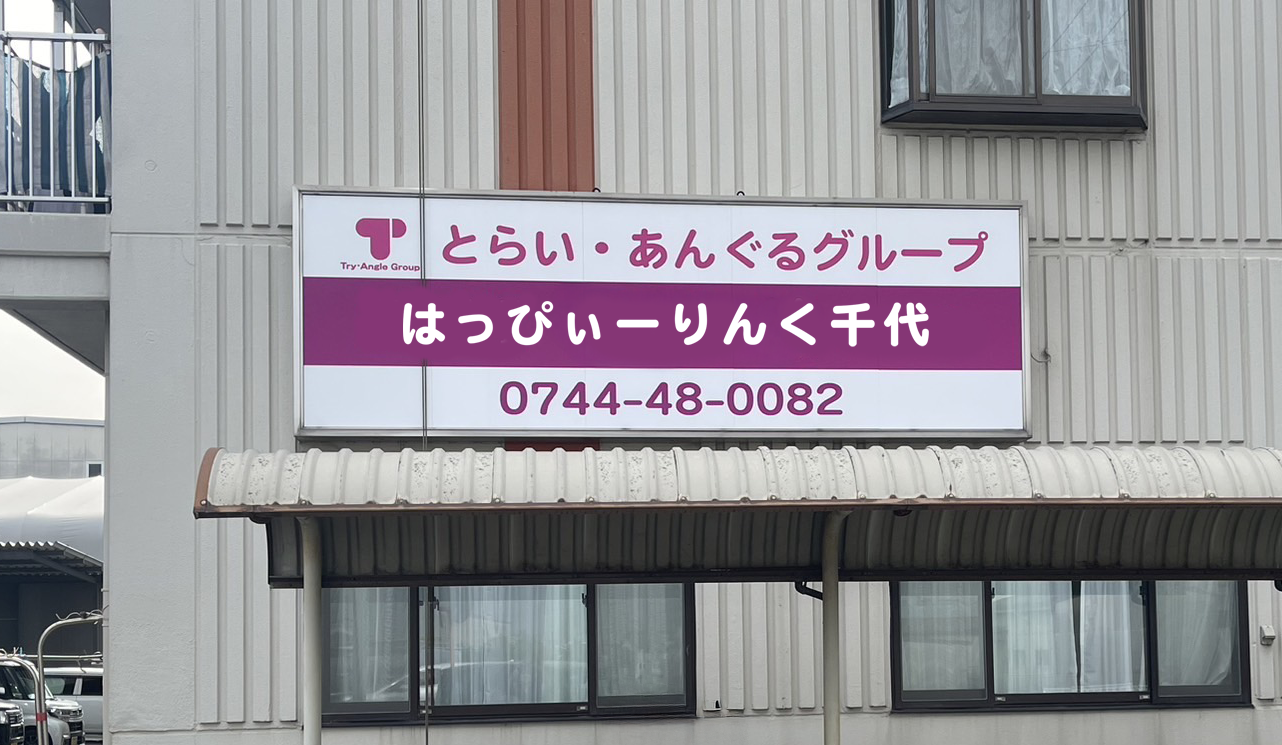 とらい・あんぐるグループ
Try・Angle Group
はっぴぃーりんく千代
0744-48-0082